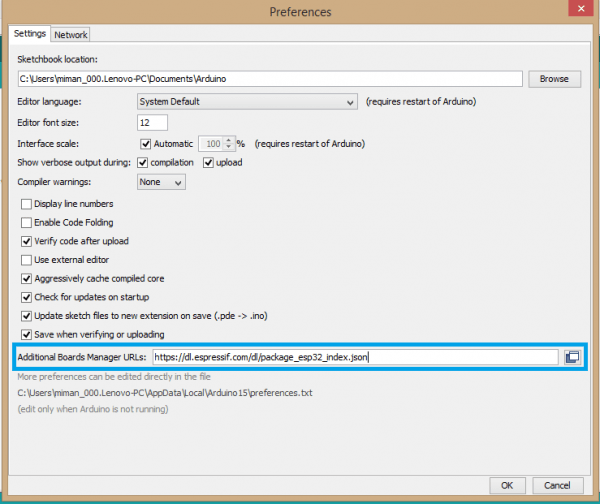 Preferences
Settings Network
Sketchbook location:
C:\Users\miman_000.Lenovo-PC\Documents\Arduino Browse
Editor language: System Default (requires restart of Arduino)
Editor font size: 12
Interface scale: Automatic 100 % (requires restart of Arduino)
Show verbose output during: compilation upload
Compiler warnings: None
Display line numbers
Enable Code Folding
Verify code after upload
Use external editor
Aggressively cache compiled core
Check for updates on startup
Update sketch files to new extension on save (.pde -> .ino)
Save when verifying or uploading
Additional Boards Manager URLs: https://dl.espressif.com/dl/package_esp32_index.json
More preferences can be edited directly in the file
C:\Users\miman_000.Lenovo-PC\AppData\Local\Arduino15\preferences.txt
(edit only when Arduino is not running)
OK Cancel